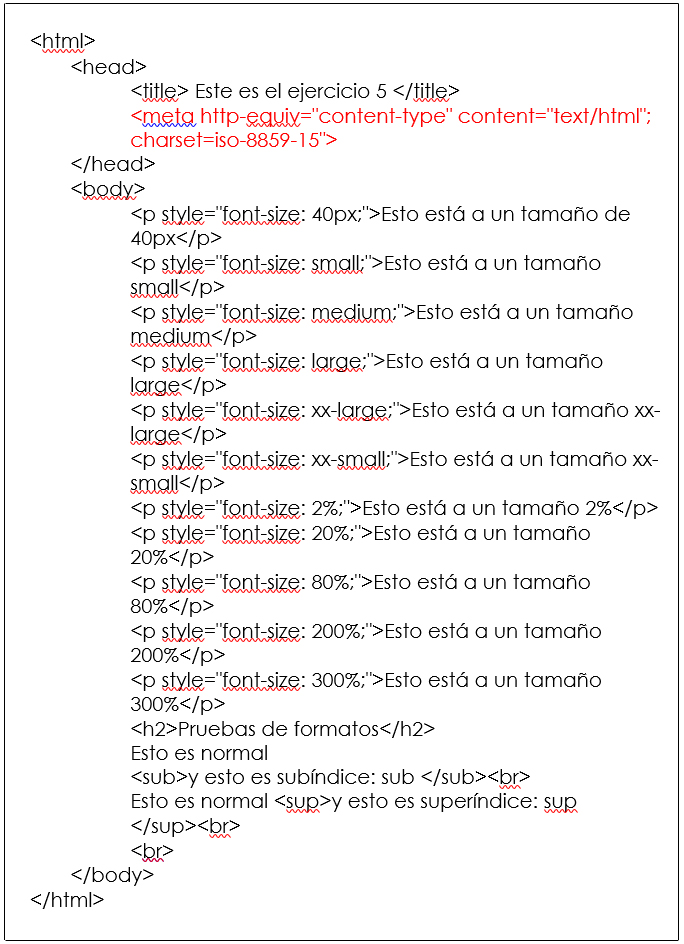 <html>
<head>
<title> Este es el ejercicio 5 </title>
<meta http-equiv="content-type" content="text/html";
charset=iso-8859-15">
</head>
<body>
<p style="font-size: 40px;">Esto está a un tamaño de
40px</p>
<p style="font-size: small;">Esto está a un tamaño
small</p>
<p style="font-size: medium;">Esto está a un tamaño
medium</p>
<p style="font-size: large;">Esto está a un tamaño
large</p>
<p style="font-size: xx-large;">Esto está a un tamaño xx-
large</p>
<p style="font-size: xx-small;">Esto está a un tamaño xx-
small</p>
<p style="font-size: 2%;">Esto está a un tamaño 2%</p>
<p style="font-size: 20%;">Esto está a un tamaño
20%</p>
<p style="font-size: 80%;">Esto está a un tamaño
80%</p>
<p style="font-size: 200%;">Esto está a un tamaño
200%</p>
<p style="font-size: 300%;">Esto está a un tamaño
300%</p>
<h2>Pruebas de formatos</h2>
Esto es normal
<sub>y esto es subíndice: sub </sub><br>
Esto es normal <sup>y esto es superíndice: sup
</sup><br>
<br>
</body>
</html>